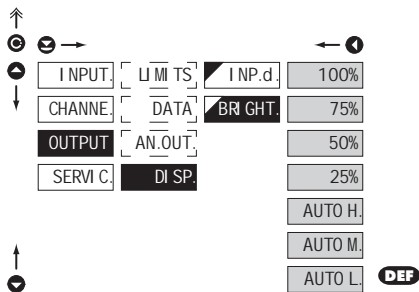 INPUT. LIMITS INP.d. 100%
CHANNE. DATA BRIGHT. 75%
OUTPUT AN.OUT. 50%
SERVIC. DISP. 25%
AUTO H.
AUTO M.
AUTO L. DEF